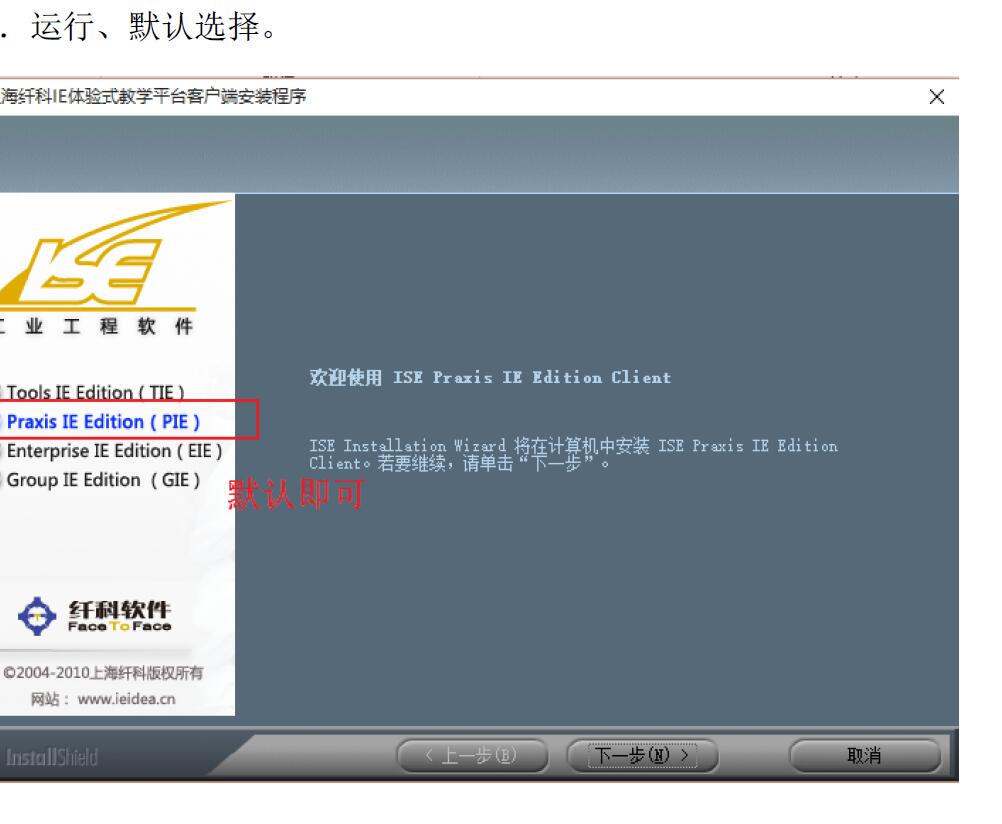 . 运行、默认选择。
海纤科IE体验式教学平台客户端安装程序
ISE
工业工程软件
Tools IE Edition ( TIE )
Praxis IE Edition ( PIE )
Enterprise IE Edition ( EIE )
Group IE Edition ( GIE )
默认即可
欢迎使用 ISE Praxis IE Edition Client
ISE Installation Wizard 将在计算机中安装 ISE Praxis IE Edition
Client。若要继续，请单击“下一步”。
纤科软件
Face To Face
©2004-2010上海纤科版权所有
网站： www.ieidea.cn
InstallShield
< 上一步(B)
下一步(N) >
取消